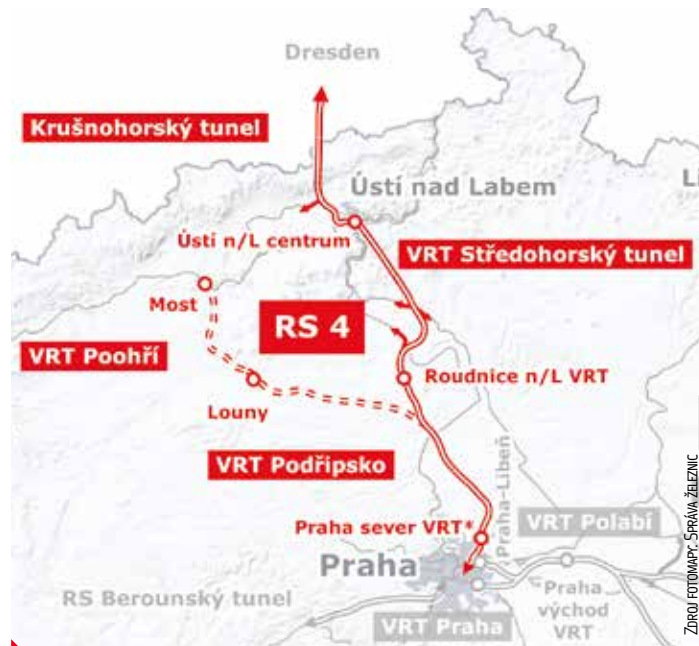 Dresden
Krušnohorský tunel
Li
Ústí nad Labem
Ústí n/L centrum
VRT Středohorský tunel
Most
RS 4
VRT Poohří
Roudnice n/L VRT
Louny
VRT Podřipsko
Praha-Libeň
Praha sever VRT*
VRT Polabí
Praha
RS Berounský tunel
Praha
východ
VRT
VRT Praha
ZDROJ FOTOMAPY: SPRÁVA ŽELEZNIC